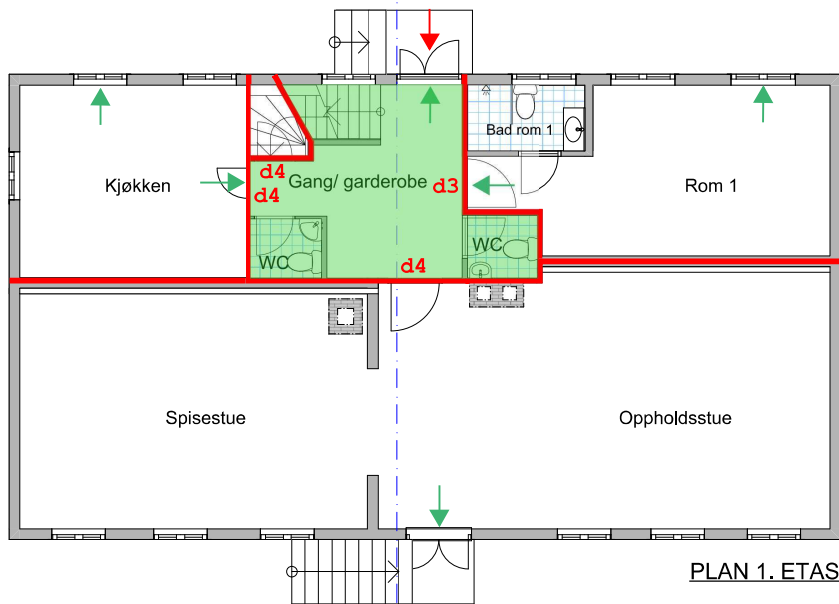 Bad rom 1
d4
d4
Kjøkken
Gang/ garderobe
d3
Rom 1
WC
WC
d4
Spisestue
Oppholdsstue
PLAN 1. ETAS